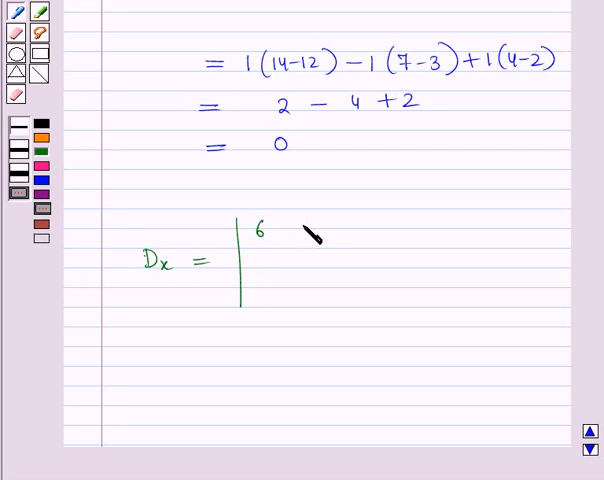 = 1(14-12) - 1(7-3) + 1(4-2)
= 2 - 4 + 2
= 0
Dx = | 6